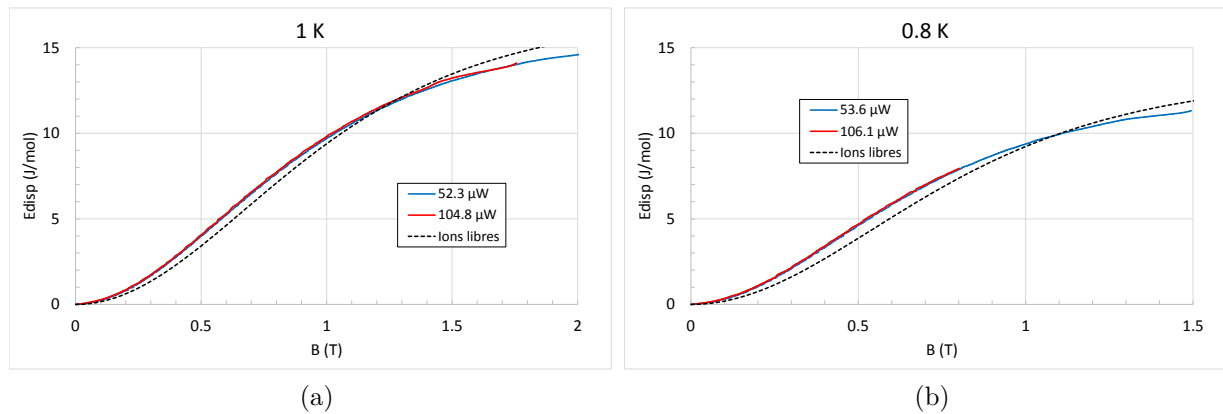 1 K
15
10
5
0
Edisp (J/mol)
52.3 µW
104.8 µW
Ions libres
0 0.5 1 1.5 2
B (T)
(a)
0.8 K
15
10
5
0
Edisp (J/mol)
53.6 µW
106.1 µW
Ions libres
0 0.5 1 1.5
B (T)
(b)